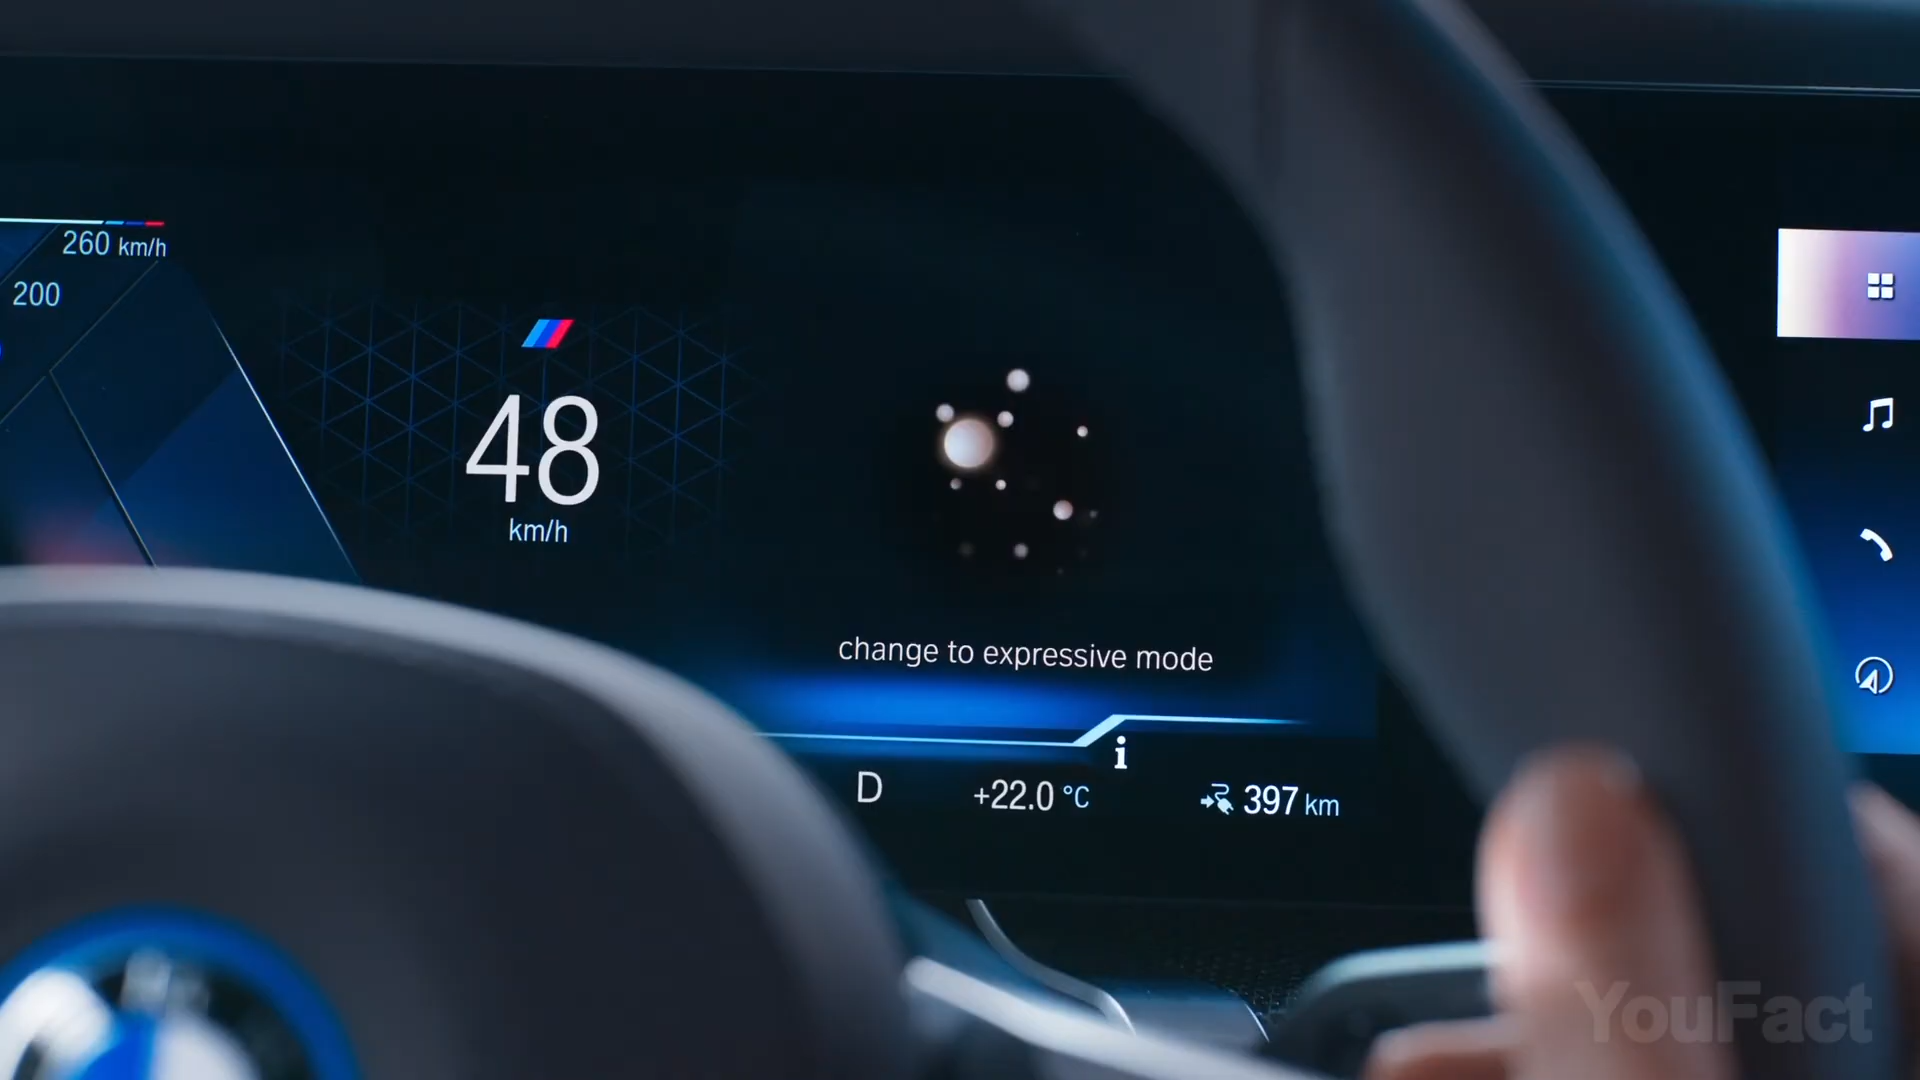 260 km/h
200
48
km/h
change to expressive mode
i
D
+22.0 °C
397 km
YouFact